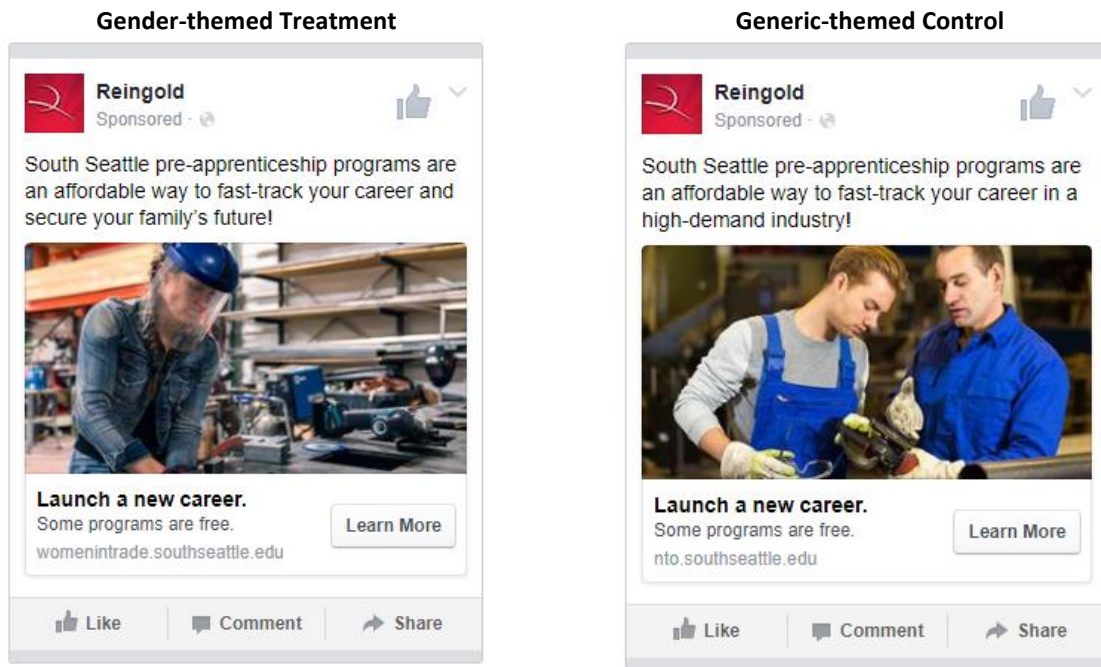 Gender-themed Treatment
Reingold
Sponsored ·
South Seattle pre-apprenticeship programs are
an affordable way to fast-track your career and
secure your family's future!
Launch a new career.
Some programs are free.
womenintrade.southseattle.edu
Learn More
Like
Comment
Share
Generic-themed Control
Reingold
Sponsored ·
South Seattle pre-apprenticeship programs are
an affordable way to fast-track your career in a
high-demand industry!
Launch a new career.
Some programs are free.
nto.southseattle.edu
Learn More
Like
Comment
Share